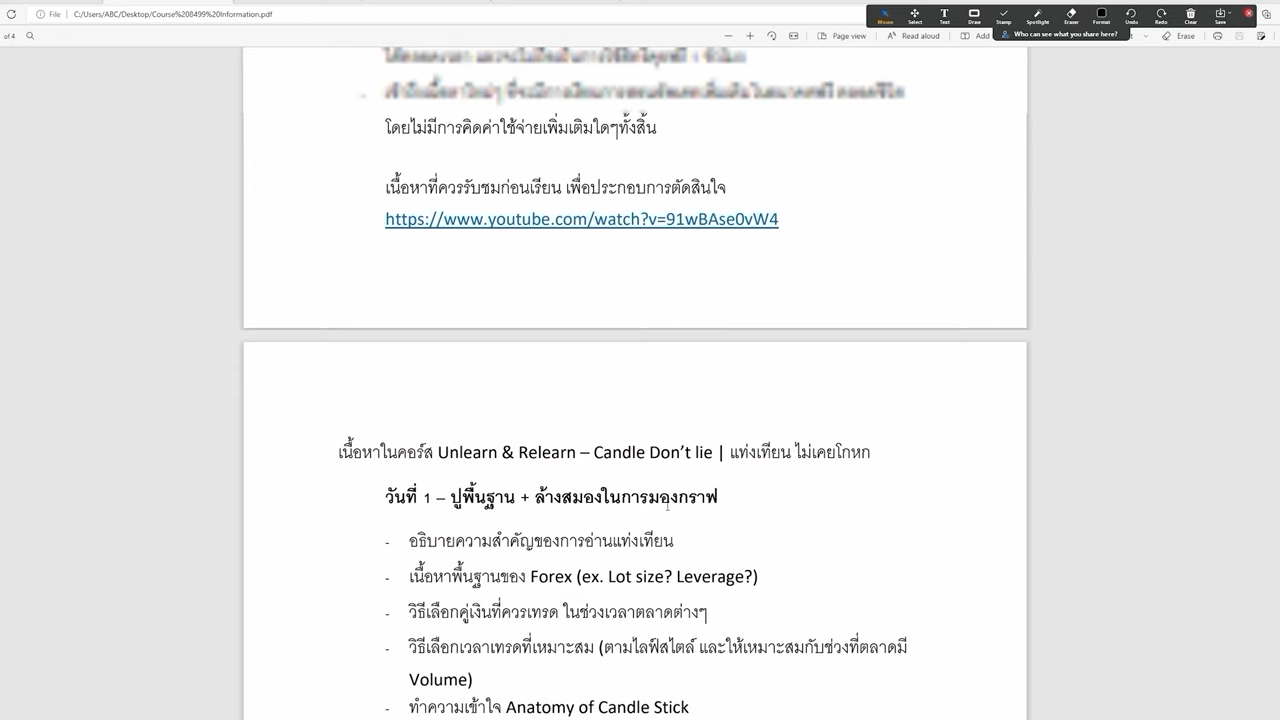 File | C:/Users/ABC/Desktop/Course%208499%20Information.pdf
Mouse Select Text Draw Stamp Spotlight Eraser Format Undo Redo Clear Save
Who can see what you share here?
of 4 Page view Read aloud Add Erase
โดยไม่มีการคิดค่าใช้จ่ายเพิ่มเติมใดๆทั้งสิ้น
เนื้อหาที่ควรรับชมก่อนเรียน เพื่อประกอบการตัดสินใจ
https://www.youtube.com/watch?v=91wBAse0vW4
เนื้อหาในคอร์ส Unlearn & Relearn – Candle Don't lie | แท่งเทียน ไม่เคยโกหก
วันที่ 1 – ปูพื้นฐาน + ล้างสมองในการมองกราฟ
- อธิบายความสำคัญของการอ่านแท่งเทียน
- เนื้อหาพื้นฐานของ Forex (ex. Lot size? Leverage?)
- วิธีเลือกคู่เงินที่ควรเทรด ในช่วงเวลาตลาดต่างๆ
- วิธีเลือกเวลาเทรดที่เหมาะสม (ตามไลฟ์สไตล์ และให้เหมาะสมกับช่วงที่ตลาดมี
Volume)
- ทำความเข้าใจ Anatomy of Candle Stick